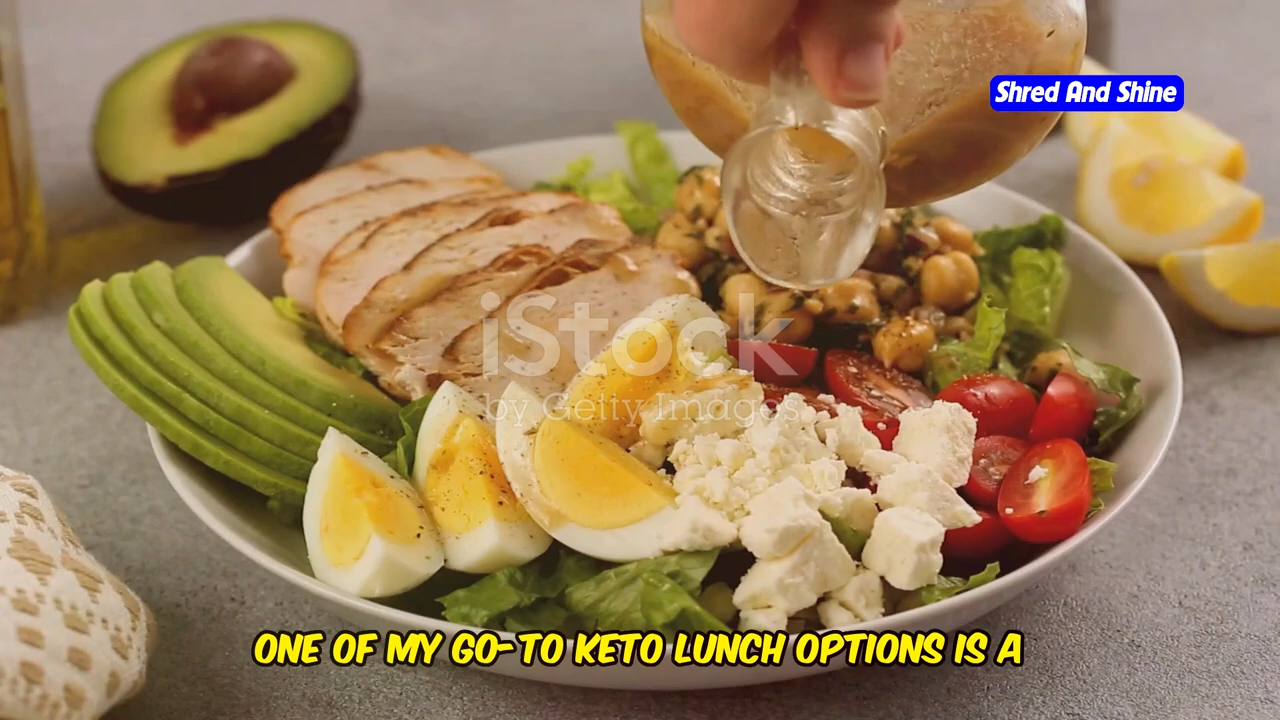 Shred And Shine
iStock
by Getty Images
ONE OF MY GO-TO KETO LUNCH OPTIONS IS A